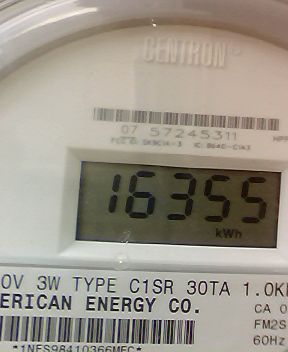 CENTRON®
07 57245311
16355
kWh
0V 3W TYPE C1SR 30TA 1.0K
ERICAN ENERGY CO.
CA 0
FM2S
60Hz
*1NFS98410366MFC*